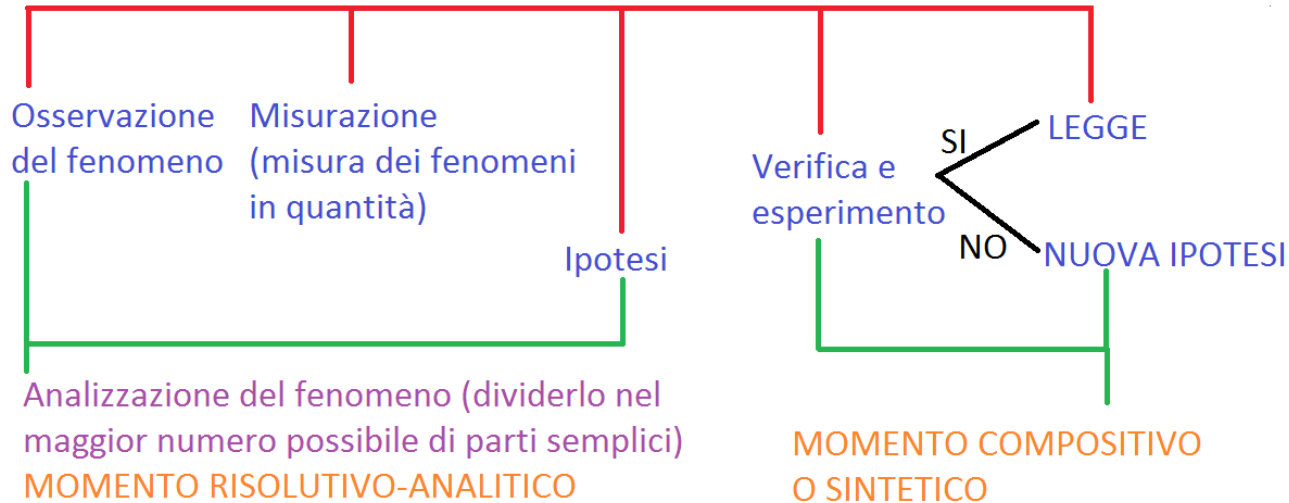 Osservazione
del fenomeno
Misurazione
(misura dei fenomeni
in quantità)
Ipotesi
Verifica e
esperimento
SI
LEGGE
NO
NUOVA IPOTESI
Analizzazione del fenomeno (dividerlo nel
maggior numero possibile di parti semplici)
MOMENTO RISOLUTIVO-ANALITICO
MOMENTO COMPOSITIVO
O SINTETICO